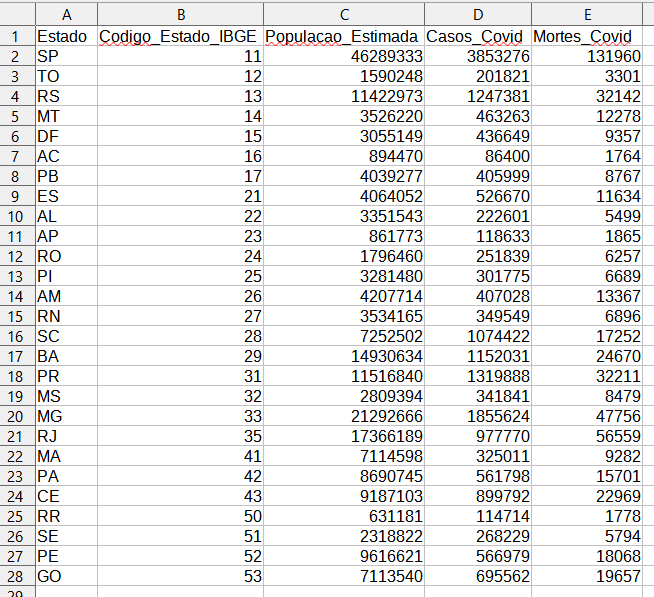 A B C D E
1 Estado Codigo_Estado_IBGE Populacao_Estimada Casos_Covid Mortes_Covid
2 SP 11 46289333 3853276 131960
3 TO 12 1590248 201821 3301
4 RS 13 11422973 1247381 32142
5 MT 14 3526220 463263 12278
6 DF 15 3055149 436649 9357
7 AC 16 894470 86400 1764
8 PB 17 4039277 405999 8767
9 ES 21 4064052 526670 11634
10 AL 22 3351543 222601 5499
11 AP 23 861773 118633 1865
12 RO 24 1796460 251839 6257
13 PI 25 3281480 301775 6689
14 AM 26 4207714 407028 13367
15 RN 27 3534165 349549 6896
16 SC 28 7252502 1074422 17252
17 BA 29 14930634 1152031 24670
18 PR 31 11516840 1319888 32211
19 MS 32 2809394 341841 8479
20 MG 33 21292666 1855624 47756
21 RJ 35 17366189 977770 56559
22 MA 41 7114598 325011 9282
23 PA 42 8690745 561798 15701
24 CE 43 9187103 899792 22969
25 RR 50 631181 114714 1778
26 SE 51 2318822 268229 5794
27 PE 52 9616621 566979 18068
28 GO 53 7113540 695562 19657
29